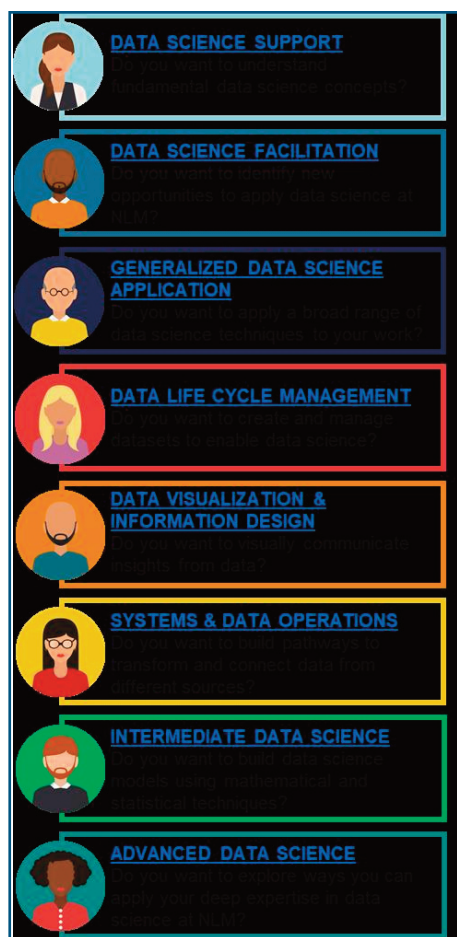 DATA SCIENCE SUPPORT
Do you want to understand
fundamental data science concepts?
DATA SCIENCE FACILITATION
Do you want to identify new
opportunities to apply data science at
NLM?
GENERALIZED DATA SCIENCE
APPLICATION
Do you want to apply a broad range of
data science techniques to your work?
DATA LIFE CYCLE MANAGEMENT
Do you want to create and manage
datasets to enable data science?
DATA VISUALIZATION &
INFORMATION DESIGN
Do you want to visually communicate
insights from data?
SYSTEMS & DATA OPERATIONS
Do you want to build pathways to
transform and connect data from
different sources?
INTERMEDIATE DATA SCIENCE
Do you want to build data science
models using mathematical and
statistical techniques?
ADVANCED DATA SCIENCE
Do you want to explore ways you can
apply your deep expertise in data
science at NLM?